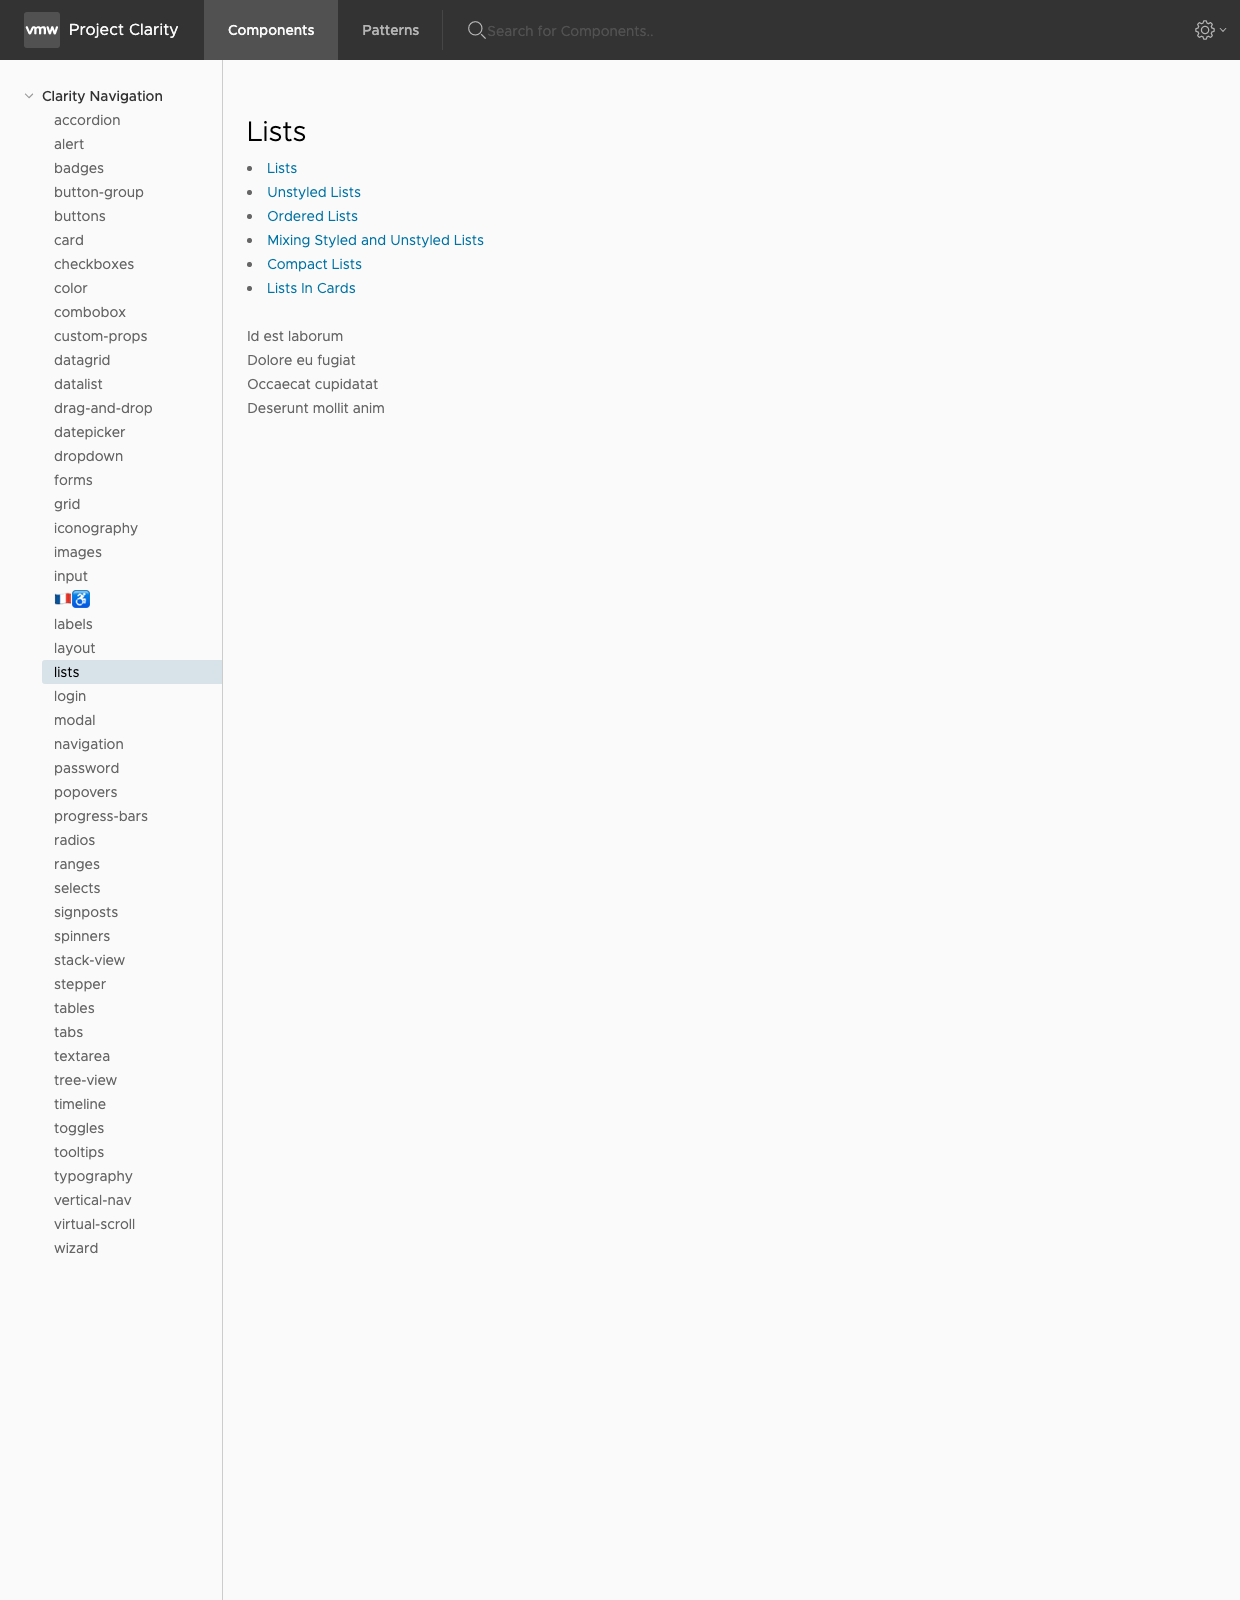 vmw Project Clarity Components Patterns Search for Components..
Clarity Navigation
accordion
alert
badges
button-group
buttons
card
checkboxes
color
combobox
custom-props
datagrid
datalist
drag-and-drop
datepicker
dropdown
forms
grid
iconography
images
input
🇫🇷♿
labels
layout
lists
login
modal
navigation
password
popovers
progress-bars
radios
ranges
selects
signposts
spinners
stack-view
stepper
tables
tabs
textarea
tree-view
timeline
toggles
tooltips
typography
vertical-nav
virtual-scroll
wizard
Lists
• Lists
• Unstyled Lists
• Ordered Lists
• Mixing Styled and Unstyled Lists
• Compact Lists
• Lists In Cards
Id est laborum
Dolore eu fugiat
Occaecat cupidatat
Deserunt mollit anim